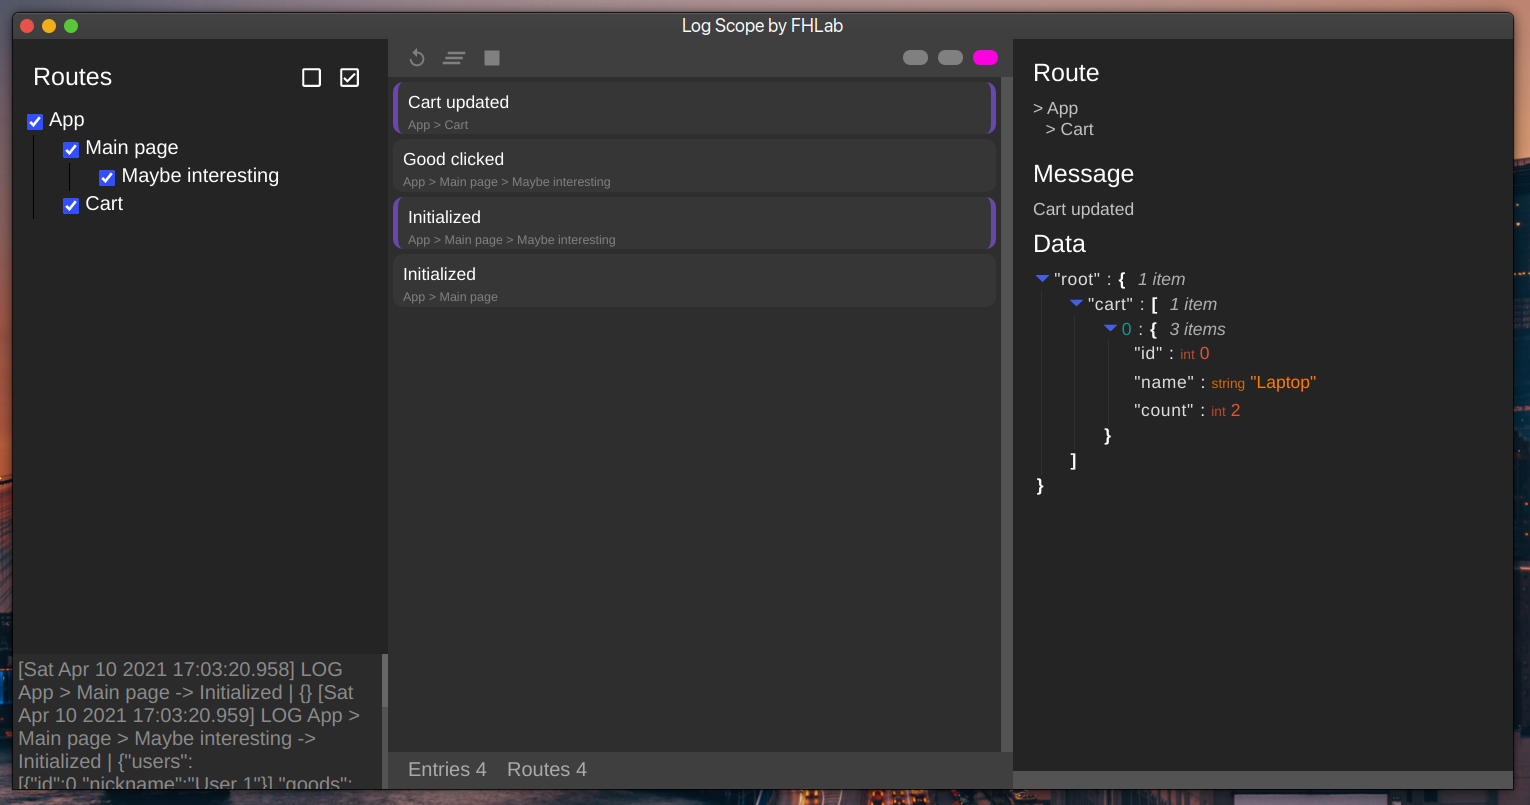 Log Scope by FHLab
Routes
App
Main page
Maybe interesting
Cart
[Sat Apr 10 2021 17:03:20.958] LOG
App > Main page -> Initialized | {} [Sat
Apr 10 2021 17:03:20.959] LOG App >
Main page > Maybe interesting ->
Initialized | {"users":
[{"id":0,"nickname":"User 1"}],"goods":
Cart updated
App > Cart
Good clicked
App > Main page > Maybe interesting
Initialized
App > Main page > Maybe interesting
Initialized
App > Main page
Entries 4 Routes 4
Route
> App
> Cart
Message
Cart updated
Data
"root" : { 1 item
"cart" : [ 1 item
0 : { 3 items
"id" : int 0
"name" : string "Laptop"
"count" : int 2
}
]
}